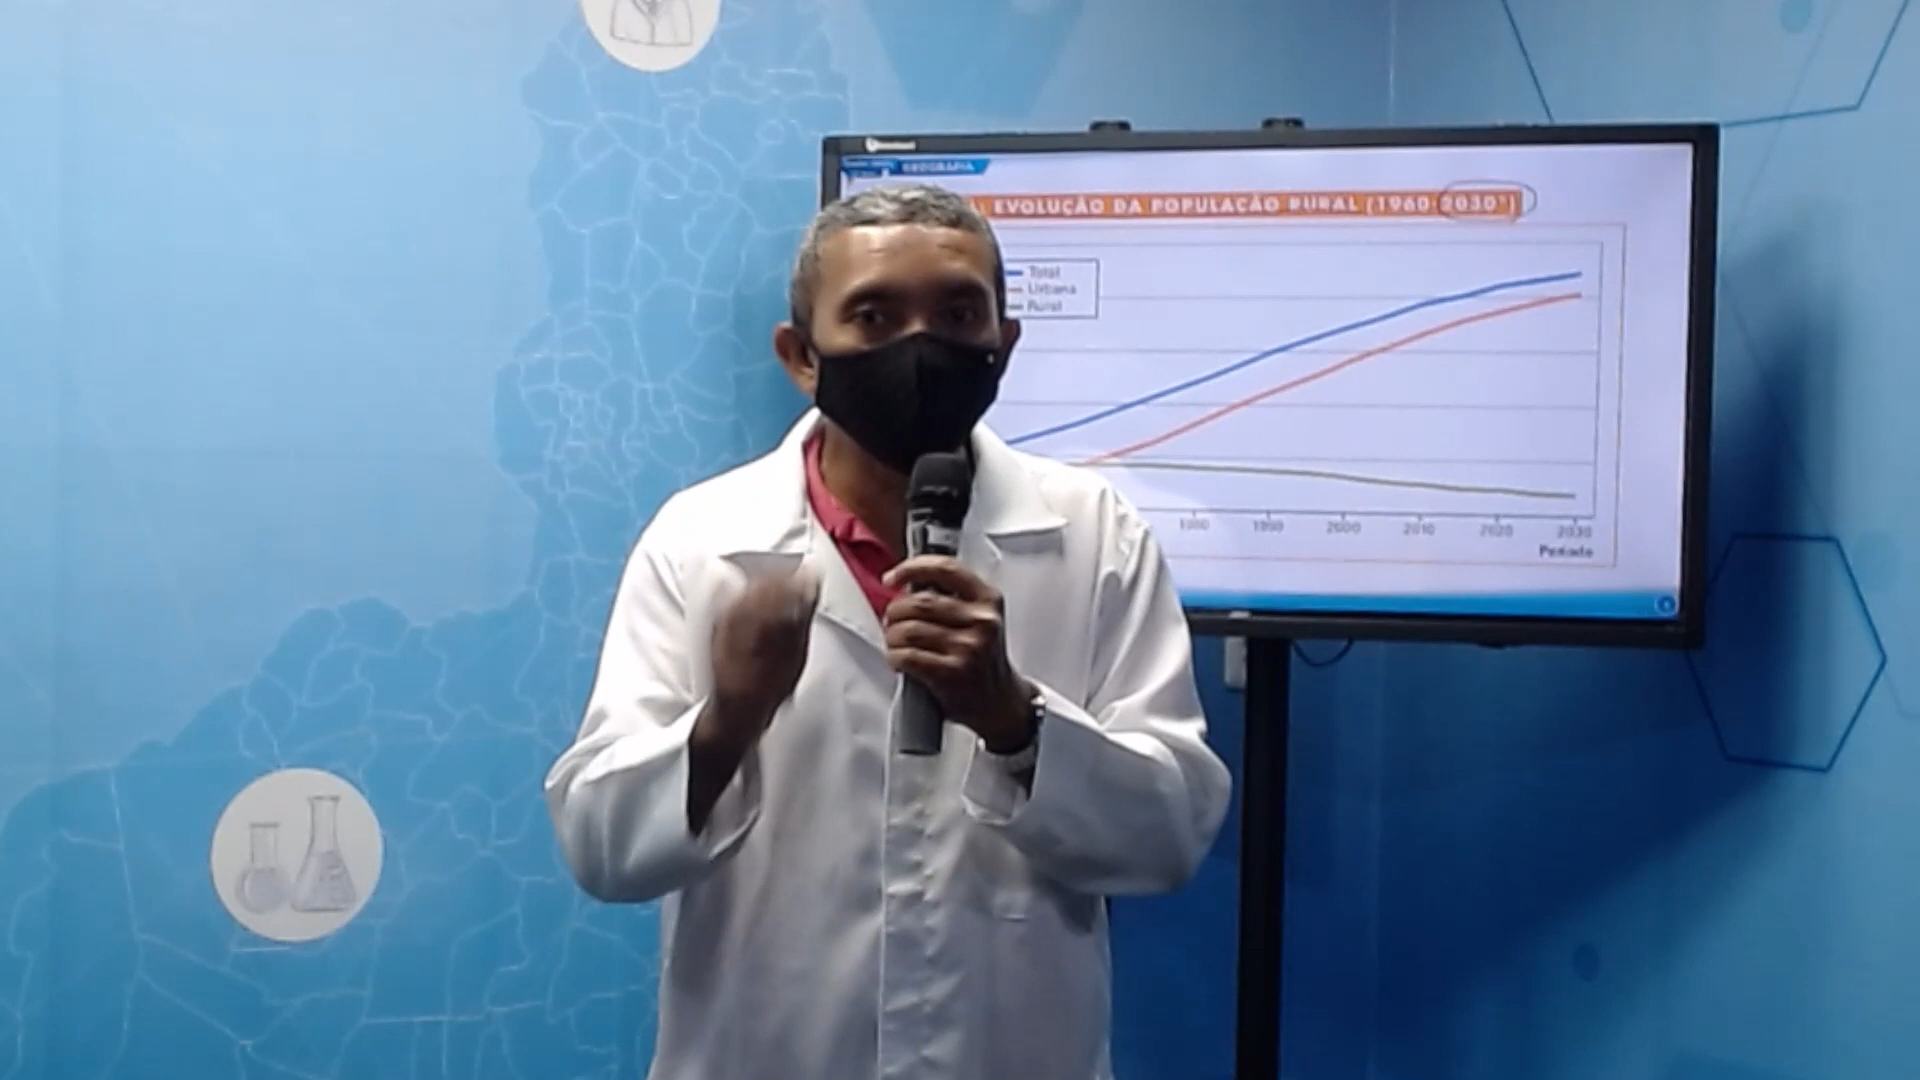 GEOGRAFIA
: EVOLUÇÃO DA POPULAÇÃO RURAL (1960-2030*)
Total
Urbana
Rural
1980 1990 2000 2010 2020 2030
Período